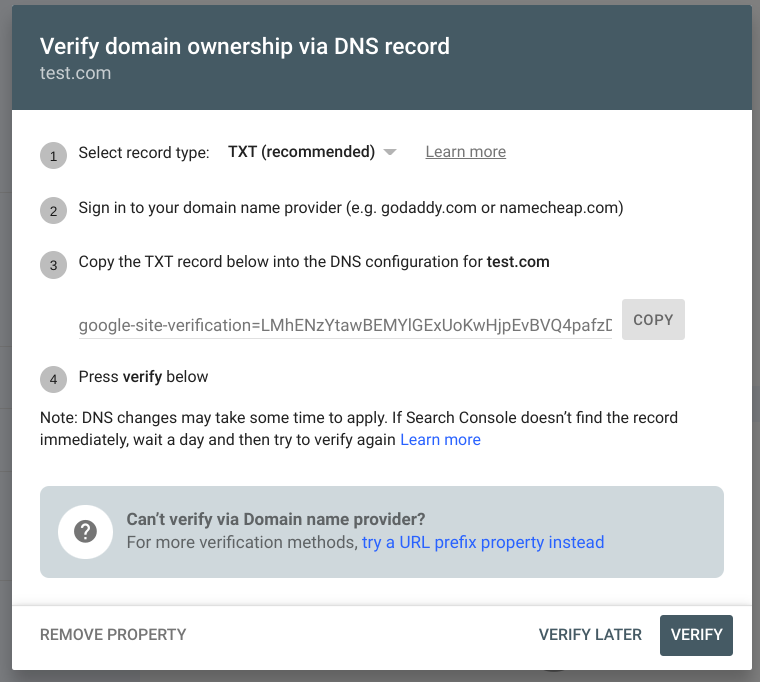 Verify domain ownership via DNS record
test.com
1 Select record type: TXT (recommended) Learn more
2 Sign in to your domain name provider (e.g. godaddy.com or namecheap.com)
3 Copy the TXT record below into the DNS configuration for test.com
google-site-verification=LMhENzYtawBEMYlGExUoKwHjpEvBVQ4pafzD COPY
4 Press verify below
Note: DNS changes may take some time to apply. If Search Console doesn’t find the record
immediately, wait a day and then try to verify again Learn more
?
Can’t verify via Domain name provider?
For more verification methods, try a URL prefix property instead
REMOVE PROPERTY VERIFY LATER VERIFY